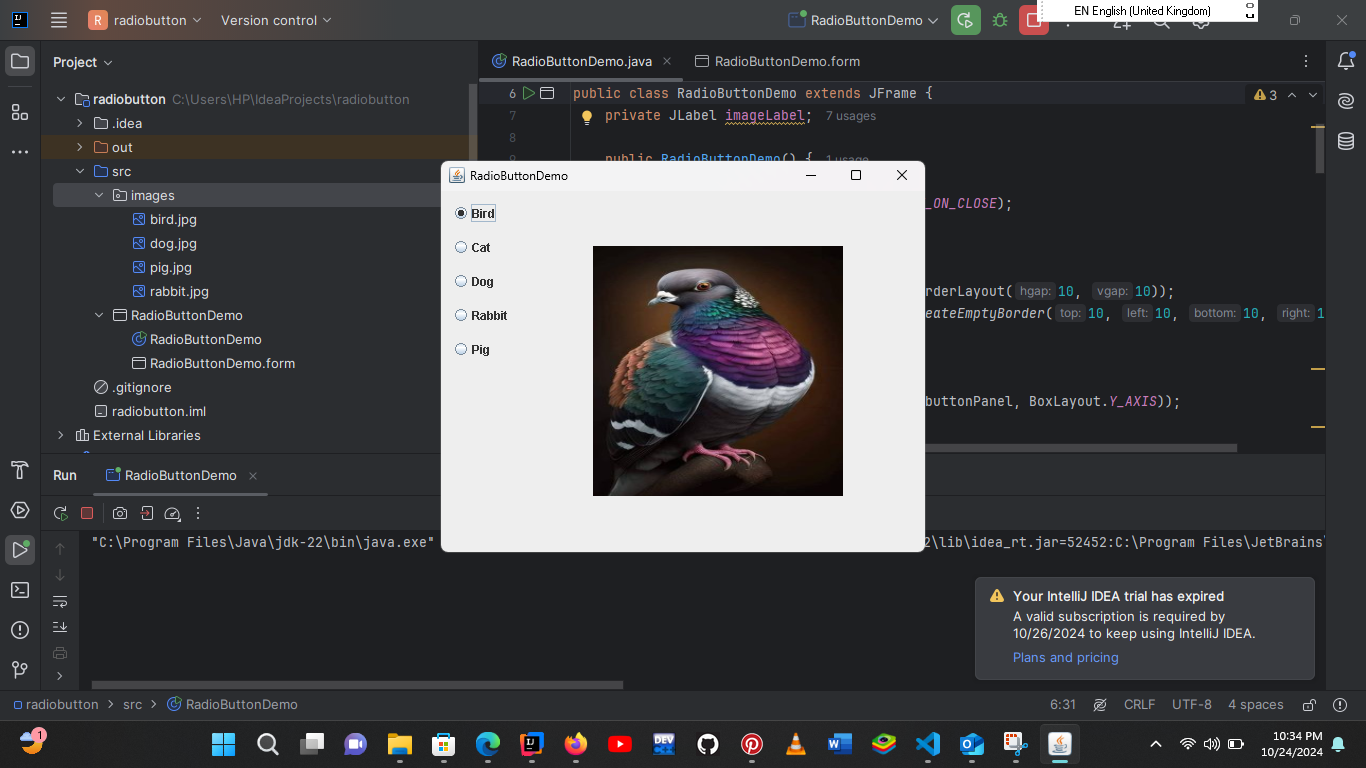 radiobutton
Version control
RadioButtonDemo
EN English (United Kingdom)
Project
RadioButtonDemo.java
RadioButtonDemo.form
radiobutton C:\Users\HP\IdeaProjects\radiobutton
.idea
out
src
images
bird.jpg
dog.jpg
pig.jpg
rabbit.jpg
RadioButtonDemo
RadioButtonDemo
RadioButtonDemo.form
.gitignore
radiobutton.iml
External Libraries
6 public class RadioButtonDemo extends JFrame {
3
7 private JLabel imageLabel; 7 usages
8
9 public RadioButtonDemo() { 1 usage
_ON_CLOSE);
rderLayout( hgap: 10, vgap: 10));
eateEmptyBorder( top: 10, left: 10, bottom: 10, right: 1
buttonPanel, BoxLayout.Y_AXIS));
RadioButtonDemo
Bird
Cat
Dog
Rabbit
Pig
Run RadioButtonDemo
"C:\Program Files\Java\jdk-22\bin\java.exe" 2\lib\idea_rt.jar=52452:C:\Program Files\JetBrains\
Your IntelliJ IDEA trial has expired
A valid subscription is required by
10/26/2024 to keep using IntelliJ IDEA.
Plans and pricing
radiobutton > src > RadioButtonDemo
6:31 CRLF UTF-8 4 spaces
1
DEV
10:34 PM
10/24/2024